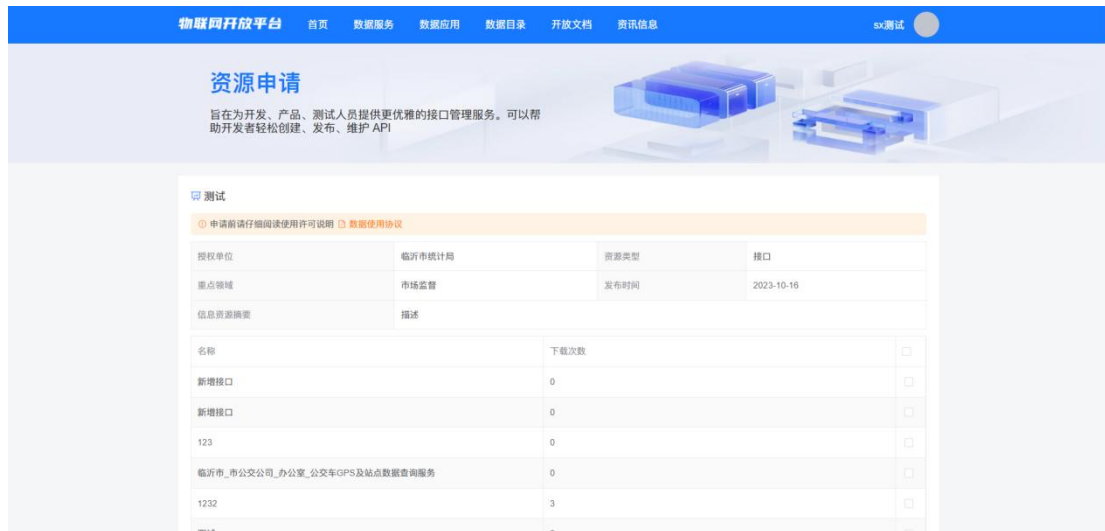 物联网开放平台 首页 数据服务 数据应用 数据目录 开放文档 资讯信息 sx测试
资源申请
旨在为开发、产品、测试人员提供更优雅的接口管理服务。可以帮
助开发者轻松创建、发布、维护 API
测试
申请前请仔细阅读使用许可说明 数据使用协议
授权单位 临沂市统计局 资源类型 接口
重点领域 市场监督 发布时间 2023-10-16
信息资源摘要 描述
名称 下载次数
新增接口 0
新增接口 0
123 0
临沂市_市公交公司_办公室_公交车GPS及站点数据查询服务 0
1232 3